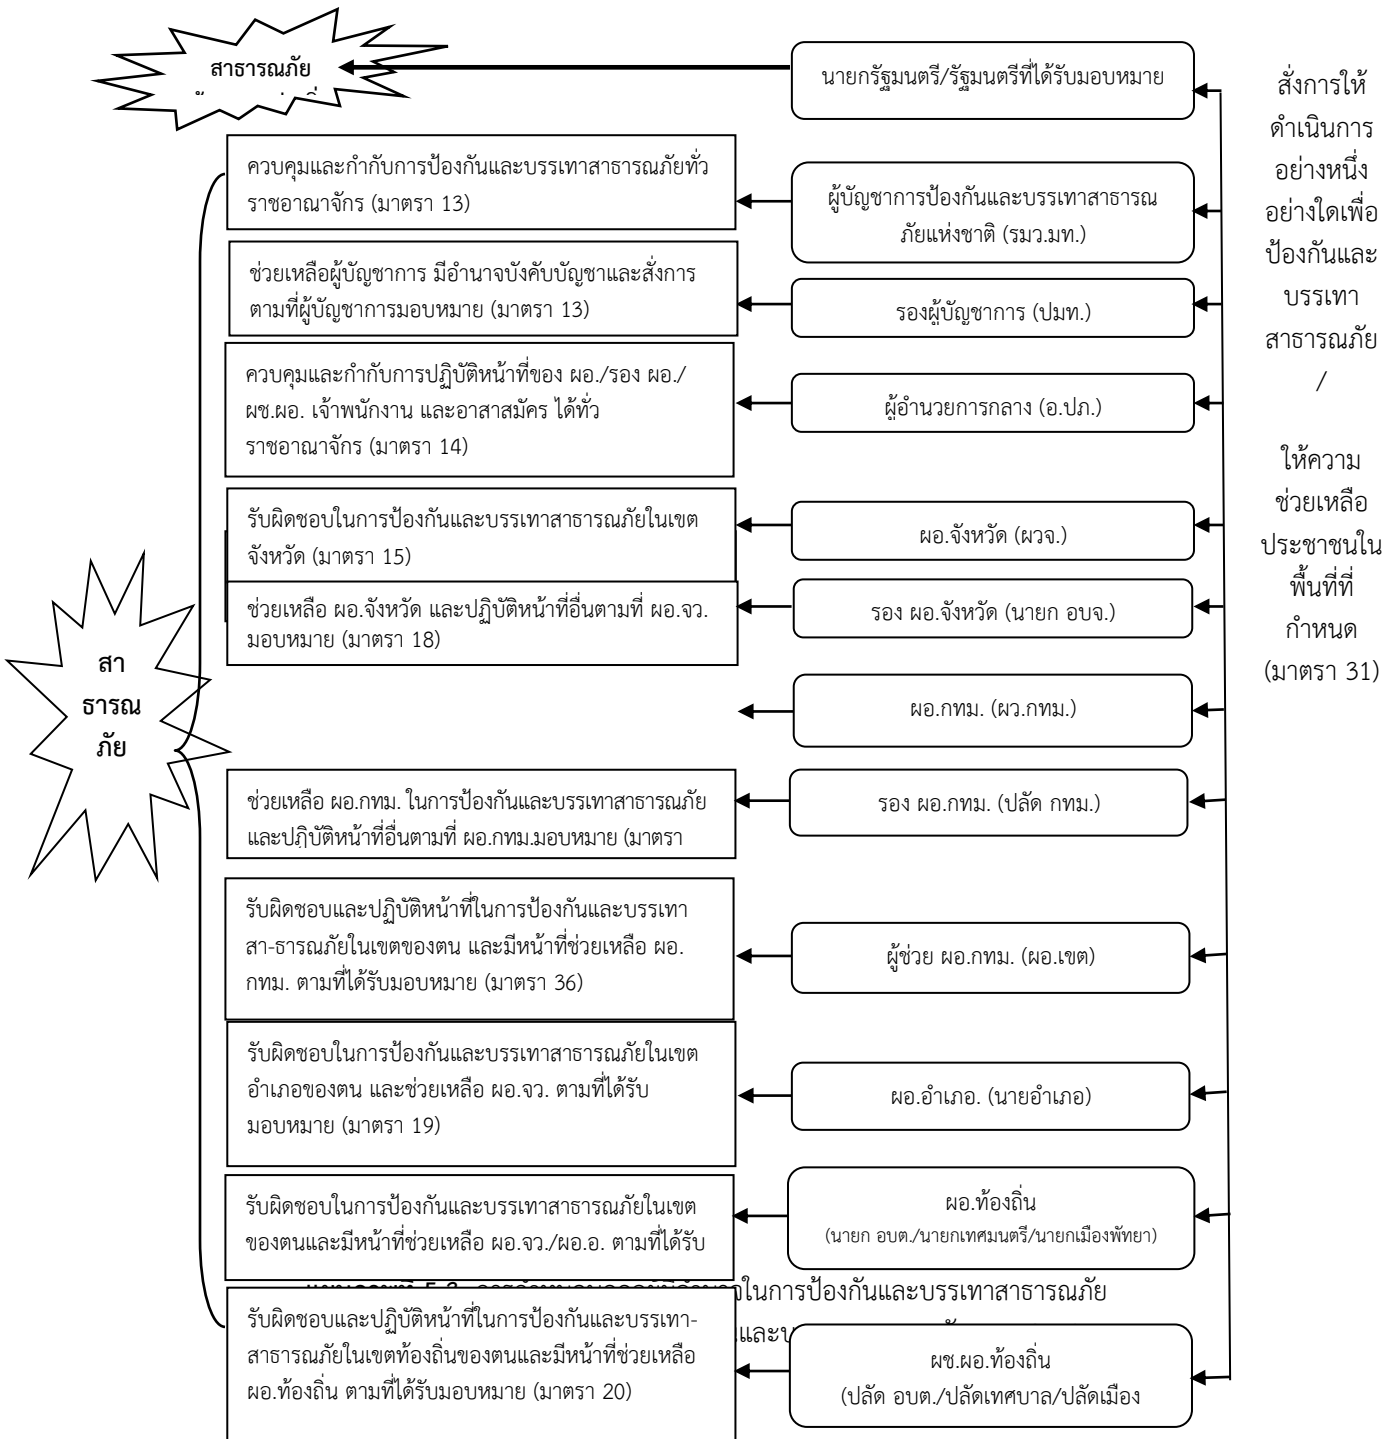 สาธารณภัย
นายกรัฐมนตรี/รัฐมนตรีที่ได้รับมอบหมาย
ควบคุมและกำกับการป้องกันและบรรเทาสาธารณภัยทั่ว
ราชอาณาจักร (มาตรา 13)
ผู้บัญชาการป้องกันและบรรเทาสาธารณ
ภัยแห่งชาติ (รมว.มท.)
ช่วยเหลือผู้บัญชาการ มีอำนาจบังคับบัญชาและสั่งการ
ตามที่ผู้บัญชาการมอบหมาย (มาตรา 13)
รองผู้บัญชาการ (ปมท.)
ควบคุมและกำกับการปฏิบัติหน้าที่ของ ผอ./รอง ผอ./
ผช.ผอ. เจ้าพนักงาน และอาสาสมัคร ได้ทั่ว
ราชอาณาจักร (มาตรา 14)
ผู้อำนวยการกลาง (อ.ปภ.)
รับผิดชอบในการป้องกันและบรรเทาสาธารณภัยในเขต
จังหวัด (มาตรา 15)
ผอ.จังหวัด (ผวจ.)
ช่วยเหลือ ผอ.จังหวัด และปฏิบัติหน้าที่อื่นตามที่ ผอ.จว.
มอบหมาย (มาตรา 18)
รอง ผอ.จังหวัด (นายก อบจ.)
ผอ.กทม. (ผว.กทม.)
ช่วยเหลือ ผอ.กทม. ในการป้องกันและบรรเทาสาธารณภัย
และปฏิบัติหน้าที่อื่นตามที่ ผอ.กทม.มอบหมาย (มาตรา
รอง ผอ.กทม. (ปลัด กทม.)
รับผิดชอบและปฏิบัติหน้าที่ในการป้องกันและบรรเทา
สา-ธารณภัยในเขตของตน และมีหน้าที่ช่วยเหลือ ผอ.
กทม. ตามที่ได้รับมอบหมาย (มาตรา 36)
ผู้ช่วย ผอ.กทม. (ผอ.เขต)
รับผิดชอบในการป้องกันและบรรเทาสาธารณภัยในเขต
อำเภอของตน และช่วยเหลือ ผอ.จว. ตามที่ได้รับ
มอบหมาย (มาตรา 19)
ผอ.อำเภอ. (นายอำเภอ)
รับผิดชอบในการป้องกันและบรรเทาสาธารณภัยในเขต
ของตนและมีหน้าที่ช่วยเหลือ ผอ.จว./ผอ.อ. ตามที่ได้รับ
ผอ.ท้องถิ่น
(นายก อบต./นายกเทศมนตรี/นายกเมืองพัทยา)
ในการป้องกันและบรรเทาสาธารณภัย
รับผิดชอบและปฏิบัติหน้าที่ในการป้องกันและบรรเทา-
สาธารณภัยในเขตท้องถิ่นของตนและมีหน้าที่ช่วยเหลือ
ผอ.ท้องถิ่น ตามที่ได้รับมอบหมาย (มาตรา 20)
ผช.ผอ.ท้องถิ่น
(ปลัด อบต./ปลัดเทศบาล/ปลัดเมือง
สา
ธารณ
ภัย
สั่งการให้
ดำเนินการ
อย่างหนึ่ง
อย่างใดเพื่อ
ป้องกันและ
บรรเทา
สาธารณภัย
/
ให้ความ
ช่วยเหลือ
ประชาชนใน
พื้นที่ที่
กำหนด
(มาตรา 31)